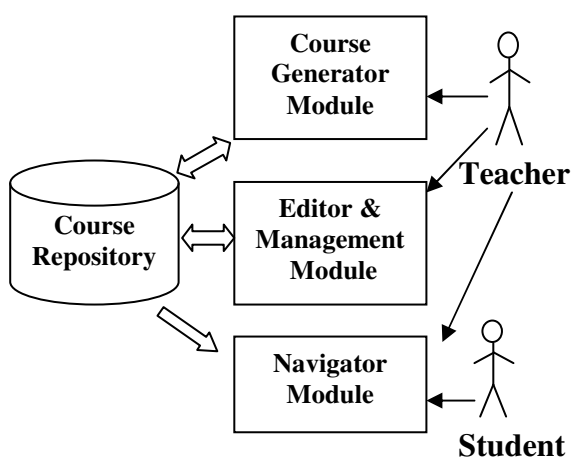 Course
Generator
Module
Teacher
Course
Repository
Editor &
Management
Module
Navigator
Module
Student